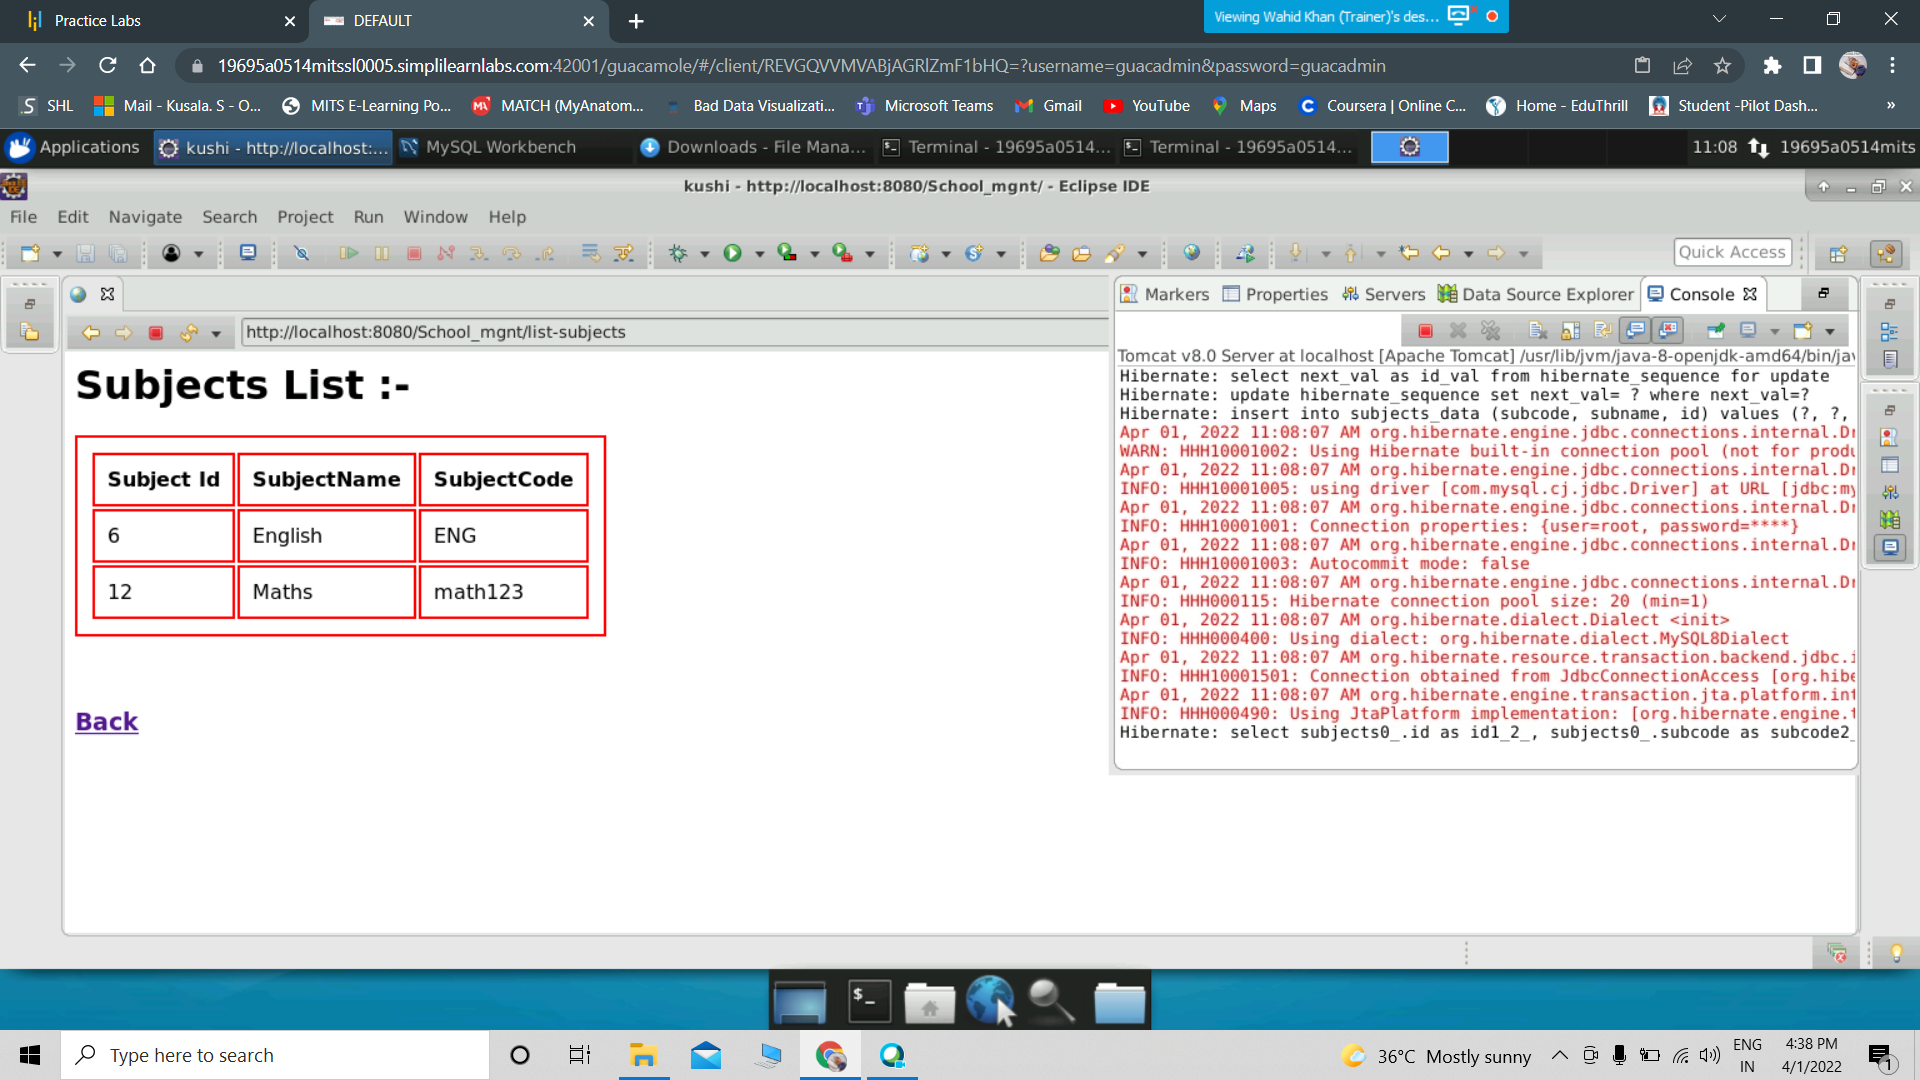 Practice Labs
DEFAULT
Viewing Wahid Khan (Trainer)'s des...
19695a0514mitssl0005.simplilearnlabs.com:42001/guacamole/#/client/REVGQVVMVABjAGRlZmF1bHQ=?username=guacadmin&password=guacadmin
SHL
Mail - Kusala. S - O...
MITS E-Learning Po...
MATCH (MyAnatom...
Bad Data Visualizati...
Microsoft Teams
Gmail
YouTube
Maps
Coursera | Online C...
Home - EduThrill
Student -Pilot Dash...
»
Applications
kushi - http://localhost:...
MySQL Workbench
Downloads - File Mana...
Terminal - 19695a0514...
Terminal - 19695a0514...
11:08
19695a0514mits
kushi - http://localhost:8080/School_mgnt/ - Eclipse IDE
File Edit Navigate Search Project Run Window Help
Quick Access
Markers
Properties
Servers
Data Source Explorer
Console
http://localhost:8080/School_mgnt/list-subjects
Subjects List :-
Subject Id SubjectName SubjectCode
6 English ENG
12 Maths math123
Back
Tomcat v8.0 Server at localhost [Apache Tomcat] /usr/lib/jvm/java-8-openjdk-amd64/bin/jav
Hibernate: select next_val as id_val from hibernate_sequence for update
Hibernate: update hibernate_sequence set next_val= ? where next_val=?
Hibernate: insert into subjects_data (subcode, subname, id) values (?, ?,
Apr 01, 2022 11:08:07 AM org.hibernate.engine.jdbc.connections.internal.Dr
WARN: HHH10001002: Using Hibernate built-in connection pool (not for produ
Apr 01, 2022 11:08:07 AM org.hibernate.engine.jdbc.connections.internal.Dr
INFO: HHH10001005: using driver [com.mysql.cj.jdbc.Driver] at URL [jdbc:my
Apr 01, 2022 11:08:07 AM org.hibernate.engine.jdbc.connections.internal.Dr
INFO: HHH10001001: Connection properties: {user=root, password=****}
Apr 01, 2022 11:08:07 AM org.hibernate.engine.jdbc.connections.internal.Dr
INFO: HHH10001003: Autocommit mode: false
Apr 01, 2022 11:08:07 AM org.hibernate.engine.jdbc.connections.internal.Dr
INFO: HHH000115: Hibernate connection pool size: 20 (min=1)
Apr 01, 2022 11:08:07 AM org.hibernate.dialect.Dialect <init>
INFO: HHH000400: Using dialect: org.hibernate.dialect.MySQL8Dialect
Apr 01, 2022 11:08:07 AM org.hibernate.resource.transaction.backend.jdbc.i
INFO: HHH10001501: Connection obtained from JdbcConnectionAccess [org.hibe
Apr 01, 2022 11:08:07 AM org.hibernate.engine.transaction.jta.platform.int
INFO: HHH000490: Using JtaPlatform implementation: [org.hibernate.engine.t
Hibernate: select subjects0_.id as id1_2_, subjects0_.subcode as subcode2_
Type here to search
36°C Mostly sunny
ENG
IN
4:38 PM
4/1/2022
1